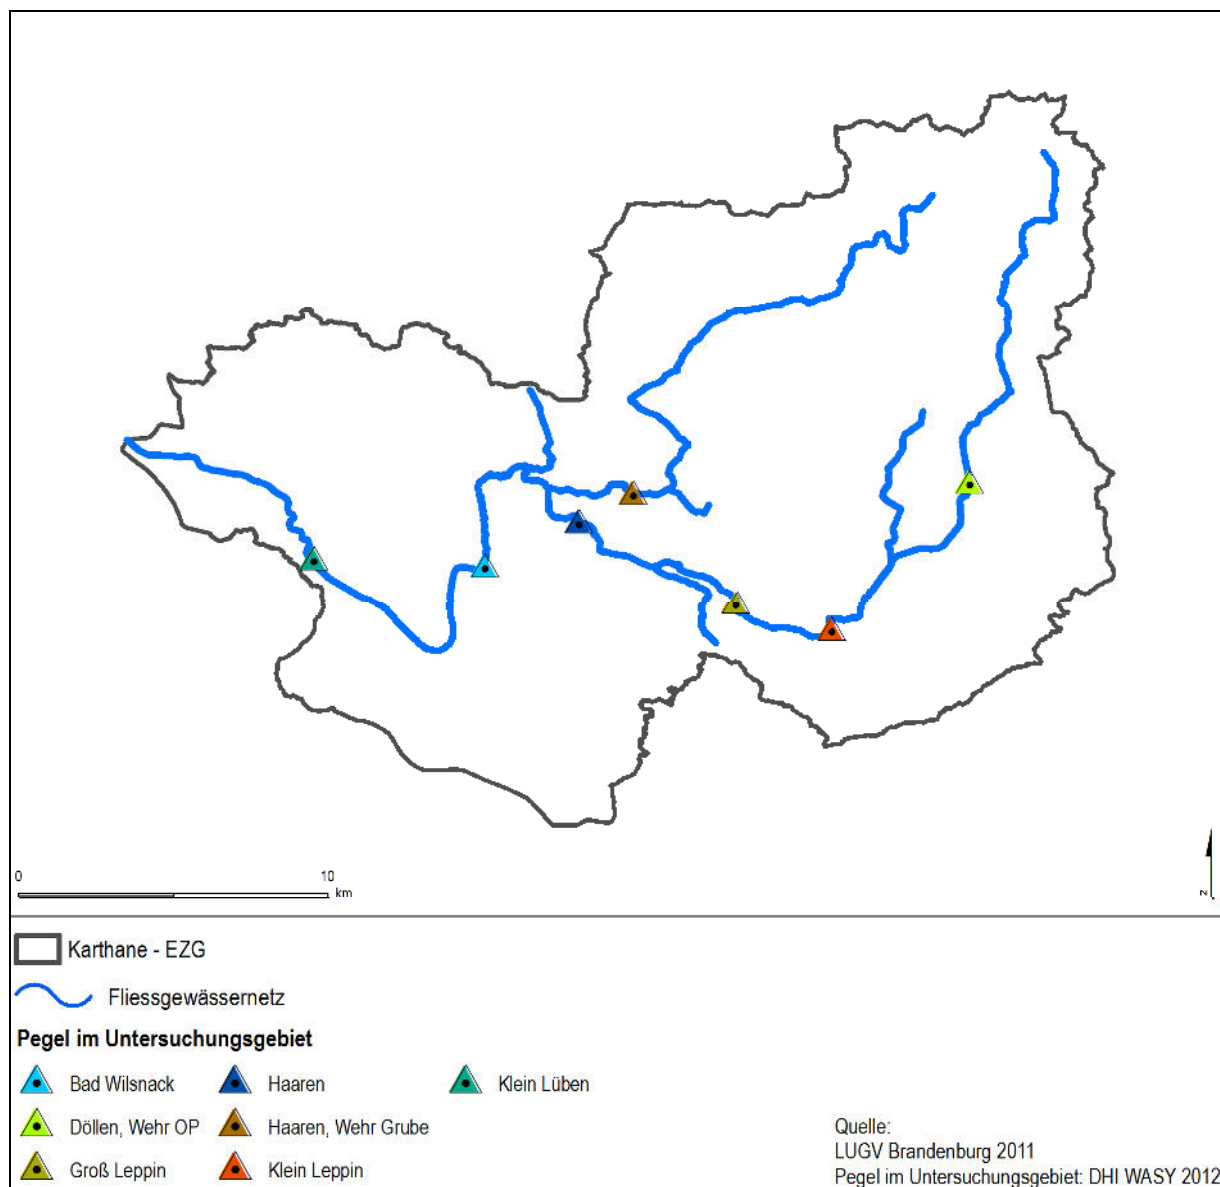 0 10
km
z
Karthane - EZG
Fliessgewässernetz
Pegel im Untersuchungsgebiet
Bad Wilsnack
Haaren
Klein Lüben
Döllen, Wehr OP
Haaren, Wehr Grube
Groß Leppin
Klein Leppin
Quelle:
LUGV Brandenburg 2011
Pegel im Untersuchungsgebiet: DHI WASY 2012